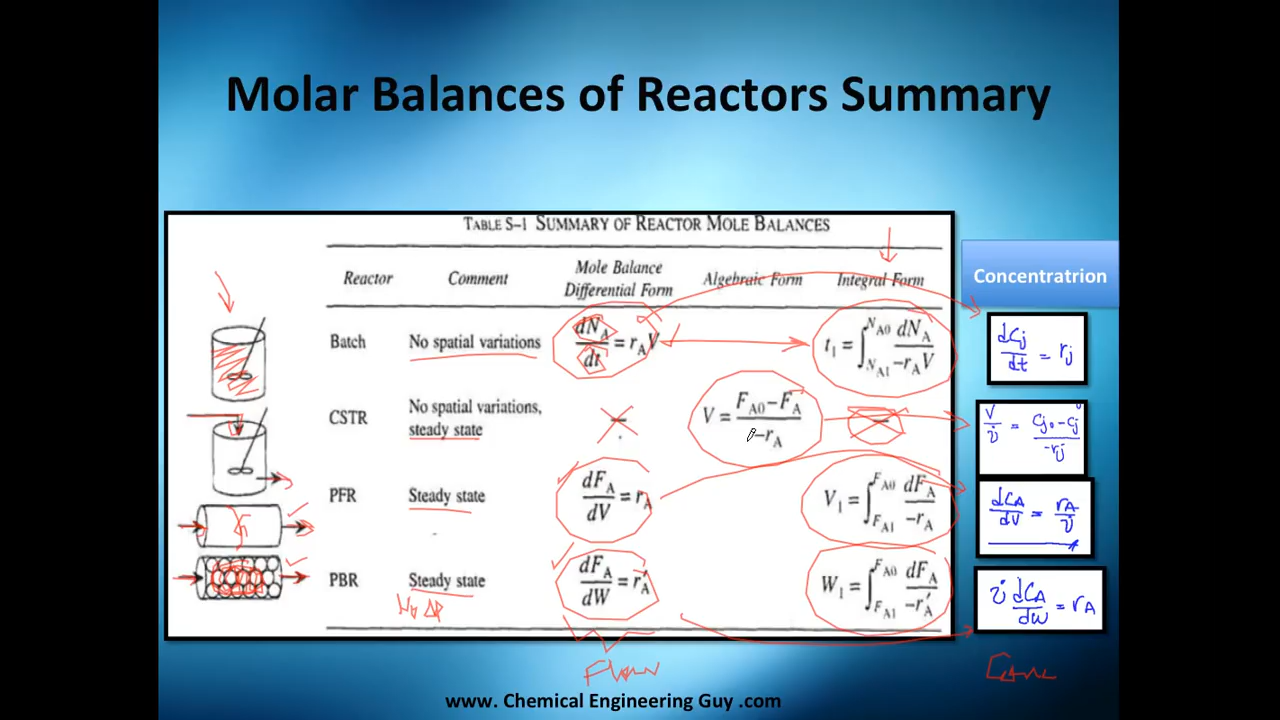 Molar Balances of Reactors Summary
TABLE S-1 SUMMARY OF REACTOR MOLE BALANCES
Reactor Comment Mole Balance Differential Form Algebraic Form Integral Form Concentratrion
Batch No spatial variations dN_A/dt = r_A V t_1 = ∫_{N_A1}^{N_A0} dN_A/(-r_A V) dC_j/dt = r_j
CSTR No spatial variations, steady state — V = (F_A0 - F_A)/(-r_A) — V/v̇ = (C_j0 - C_j)/(-r_j)
PFR Steady state dF_A/dV = r_A V_1 = ∫_{F_A1}^{F_A0} dF_A/(-r_A) dC_A/dV = r_A/v̇
PBR Steady state dF_A/dW = r'_A W_1 = ∫_{F_A1}^{F_A0} dF_A/(-r'_A) v̇ dC_A/dW = r_A
No ΔP
www. Chemical Engineering Guy .com